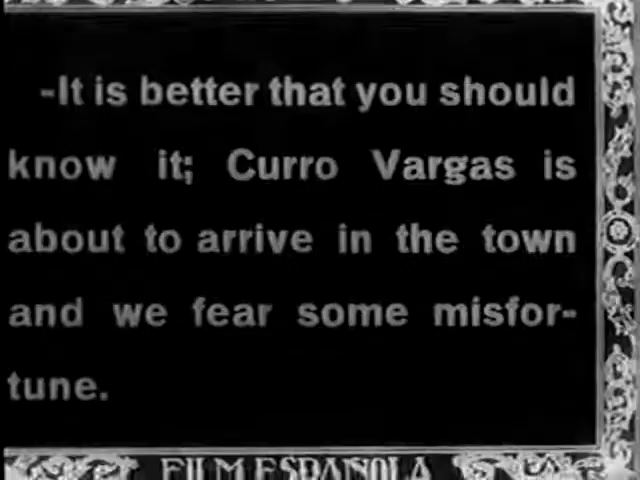 -It is better that you should
know it; Curro Vargas is
about to arrive in the town
and we fear some misfor-
tune.
FILM ESPAÑOLA